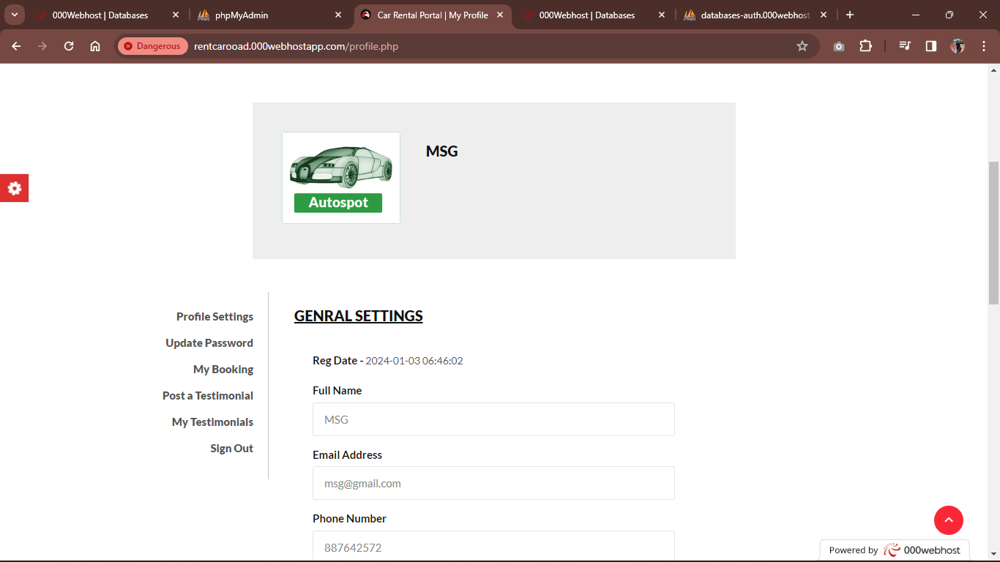 000Webhost | Databases
phpMyAdmin
Car Rental Portal | My Profile
000Webhost | Databases
databases-auth.000webhost
Dangerous
rentcarooad.000webhostapp.com/profile.php
MSG
Autospot
Profile Settings
Update Password
My Booking
Post a Testimonial
My Testimonials
Sign Out
GENRAL SETTINGS
Reg Date - 2024-01-03 06:46:02
Full Name
MSG
Email Address
msg@gmail.com
Phone Number
887642572
Powered by 000webhost